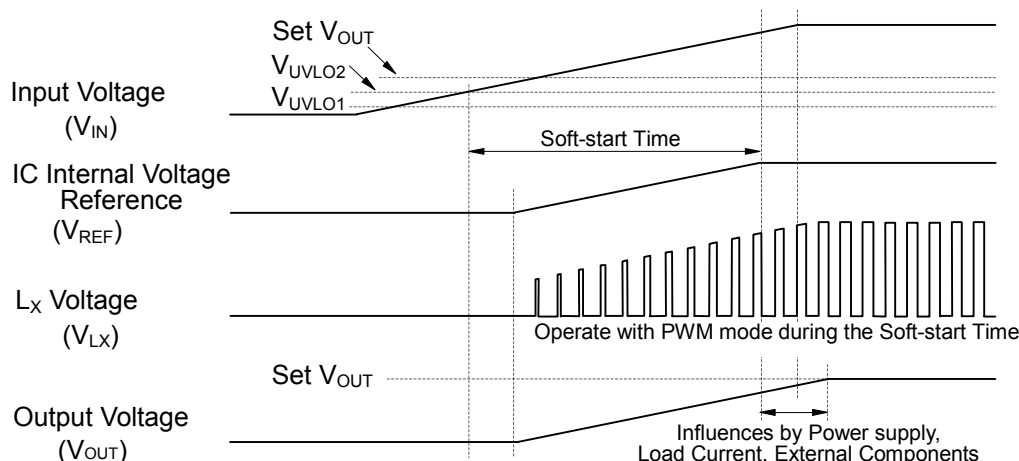 Set VOUT
VUVLO2
VUVLO1
Input Voltage
(VIN)
Soft-start Time
IC Internal Voltage
Reference
(VREF)
LX Voltage
(VLX)
Operate with PWM mode during the Soft-start Time
Set VOUT
Output Voltage
(VOUT)
Influences by Power supply,
Load Current, External Components